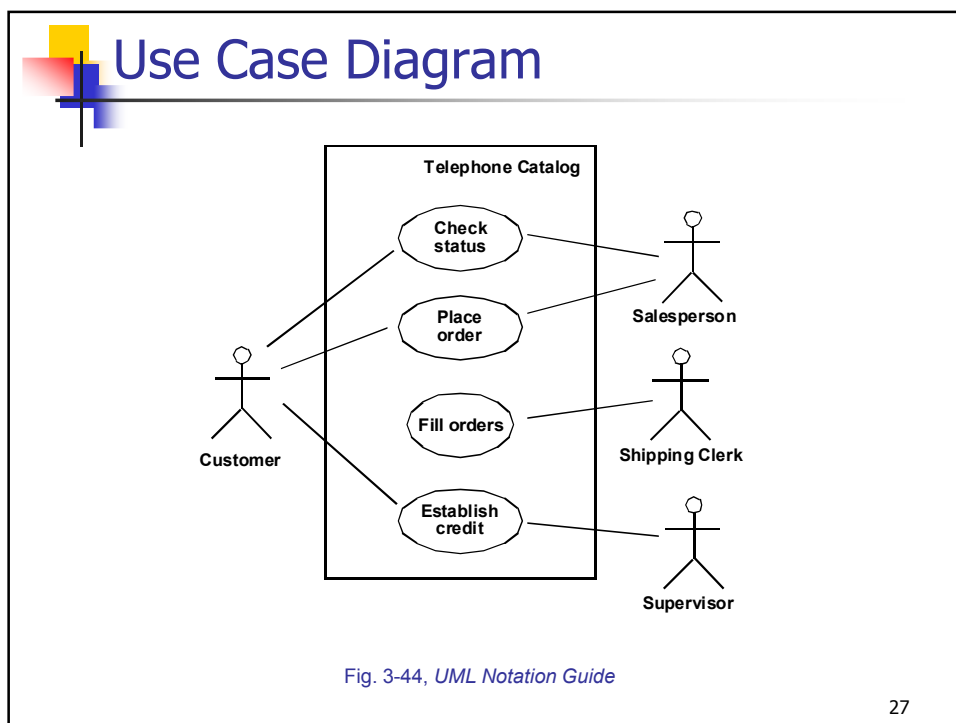 Use Case Diagram
Telephone Catalog
Check
status
Place
order
Salesperson
Fill orders
Customer
Shipping Clerk
Establish
credit
Supervisor
Fig. 3-44, UML Notation Guide
27